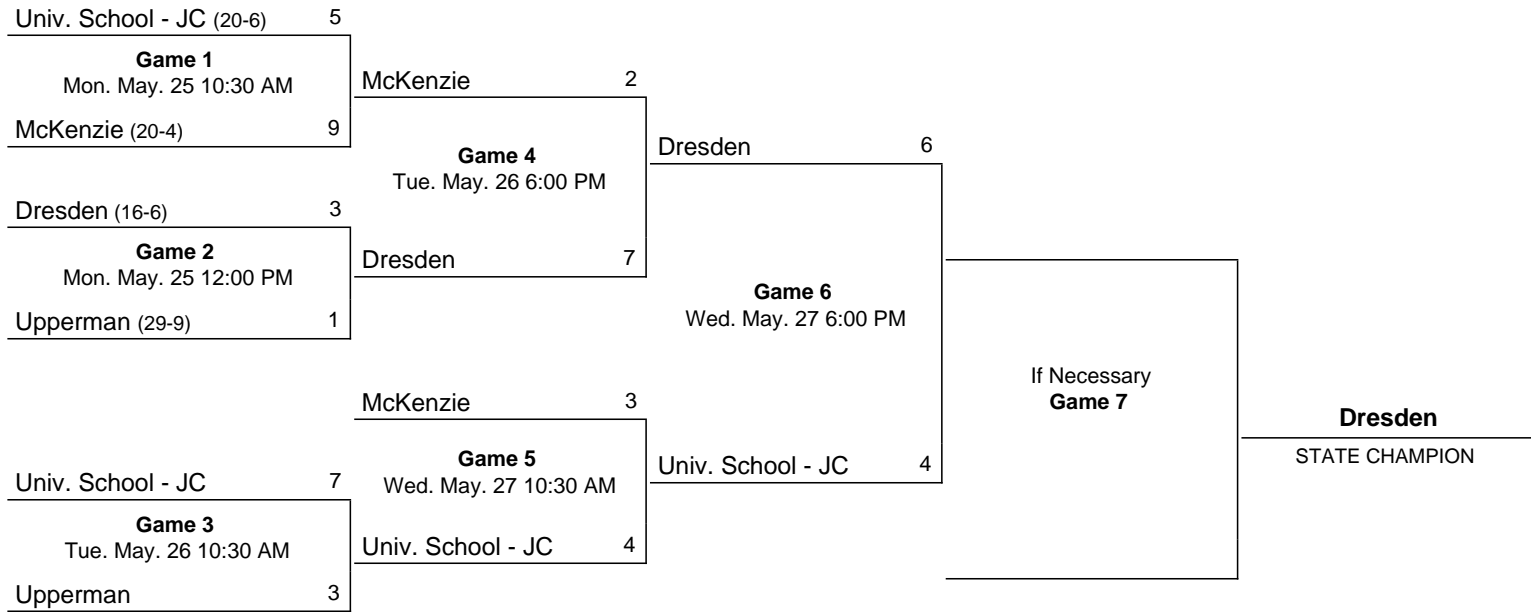 Univ. School - JC (20-6) 5
Game 1
Mon. May. 25 10:30 AM
McKenzie (20-4) 9
Dresden (16-6) 3
Game 2
Mon. May. 25 12:00 PM
Upperman (29-9) 1
Univ. School - JC 7
Game 3
Tue. May. 26 10:30 AM
Upperman 3
McKenzie 2
Game 4
Tue. May. 26 6:00 PM
Dresden 7
McKenzie 3
Game 5
Wed. May. 27 10:30 AM
Univ. School - JC 4
Dresden 6
Game 6
Wed. May. 27 6:00 PM
Univ. School - JC 4
If Necessary
Game 7
Dresden
STATE CHAMPION